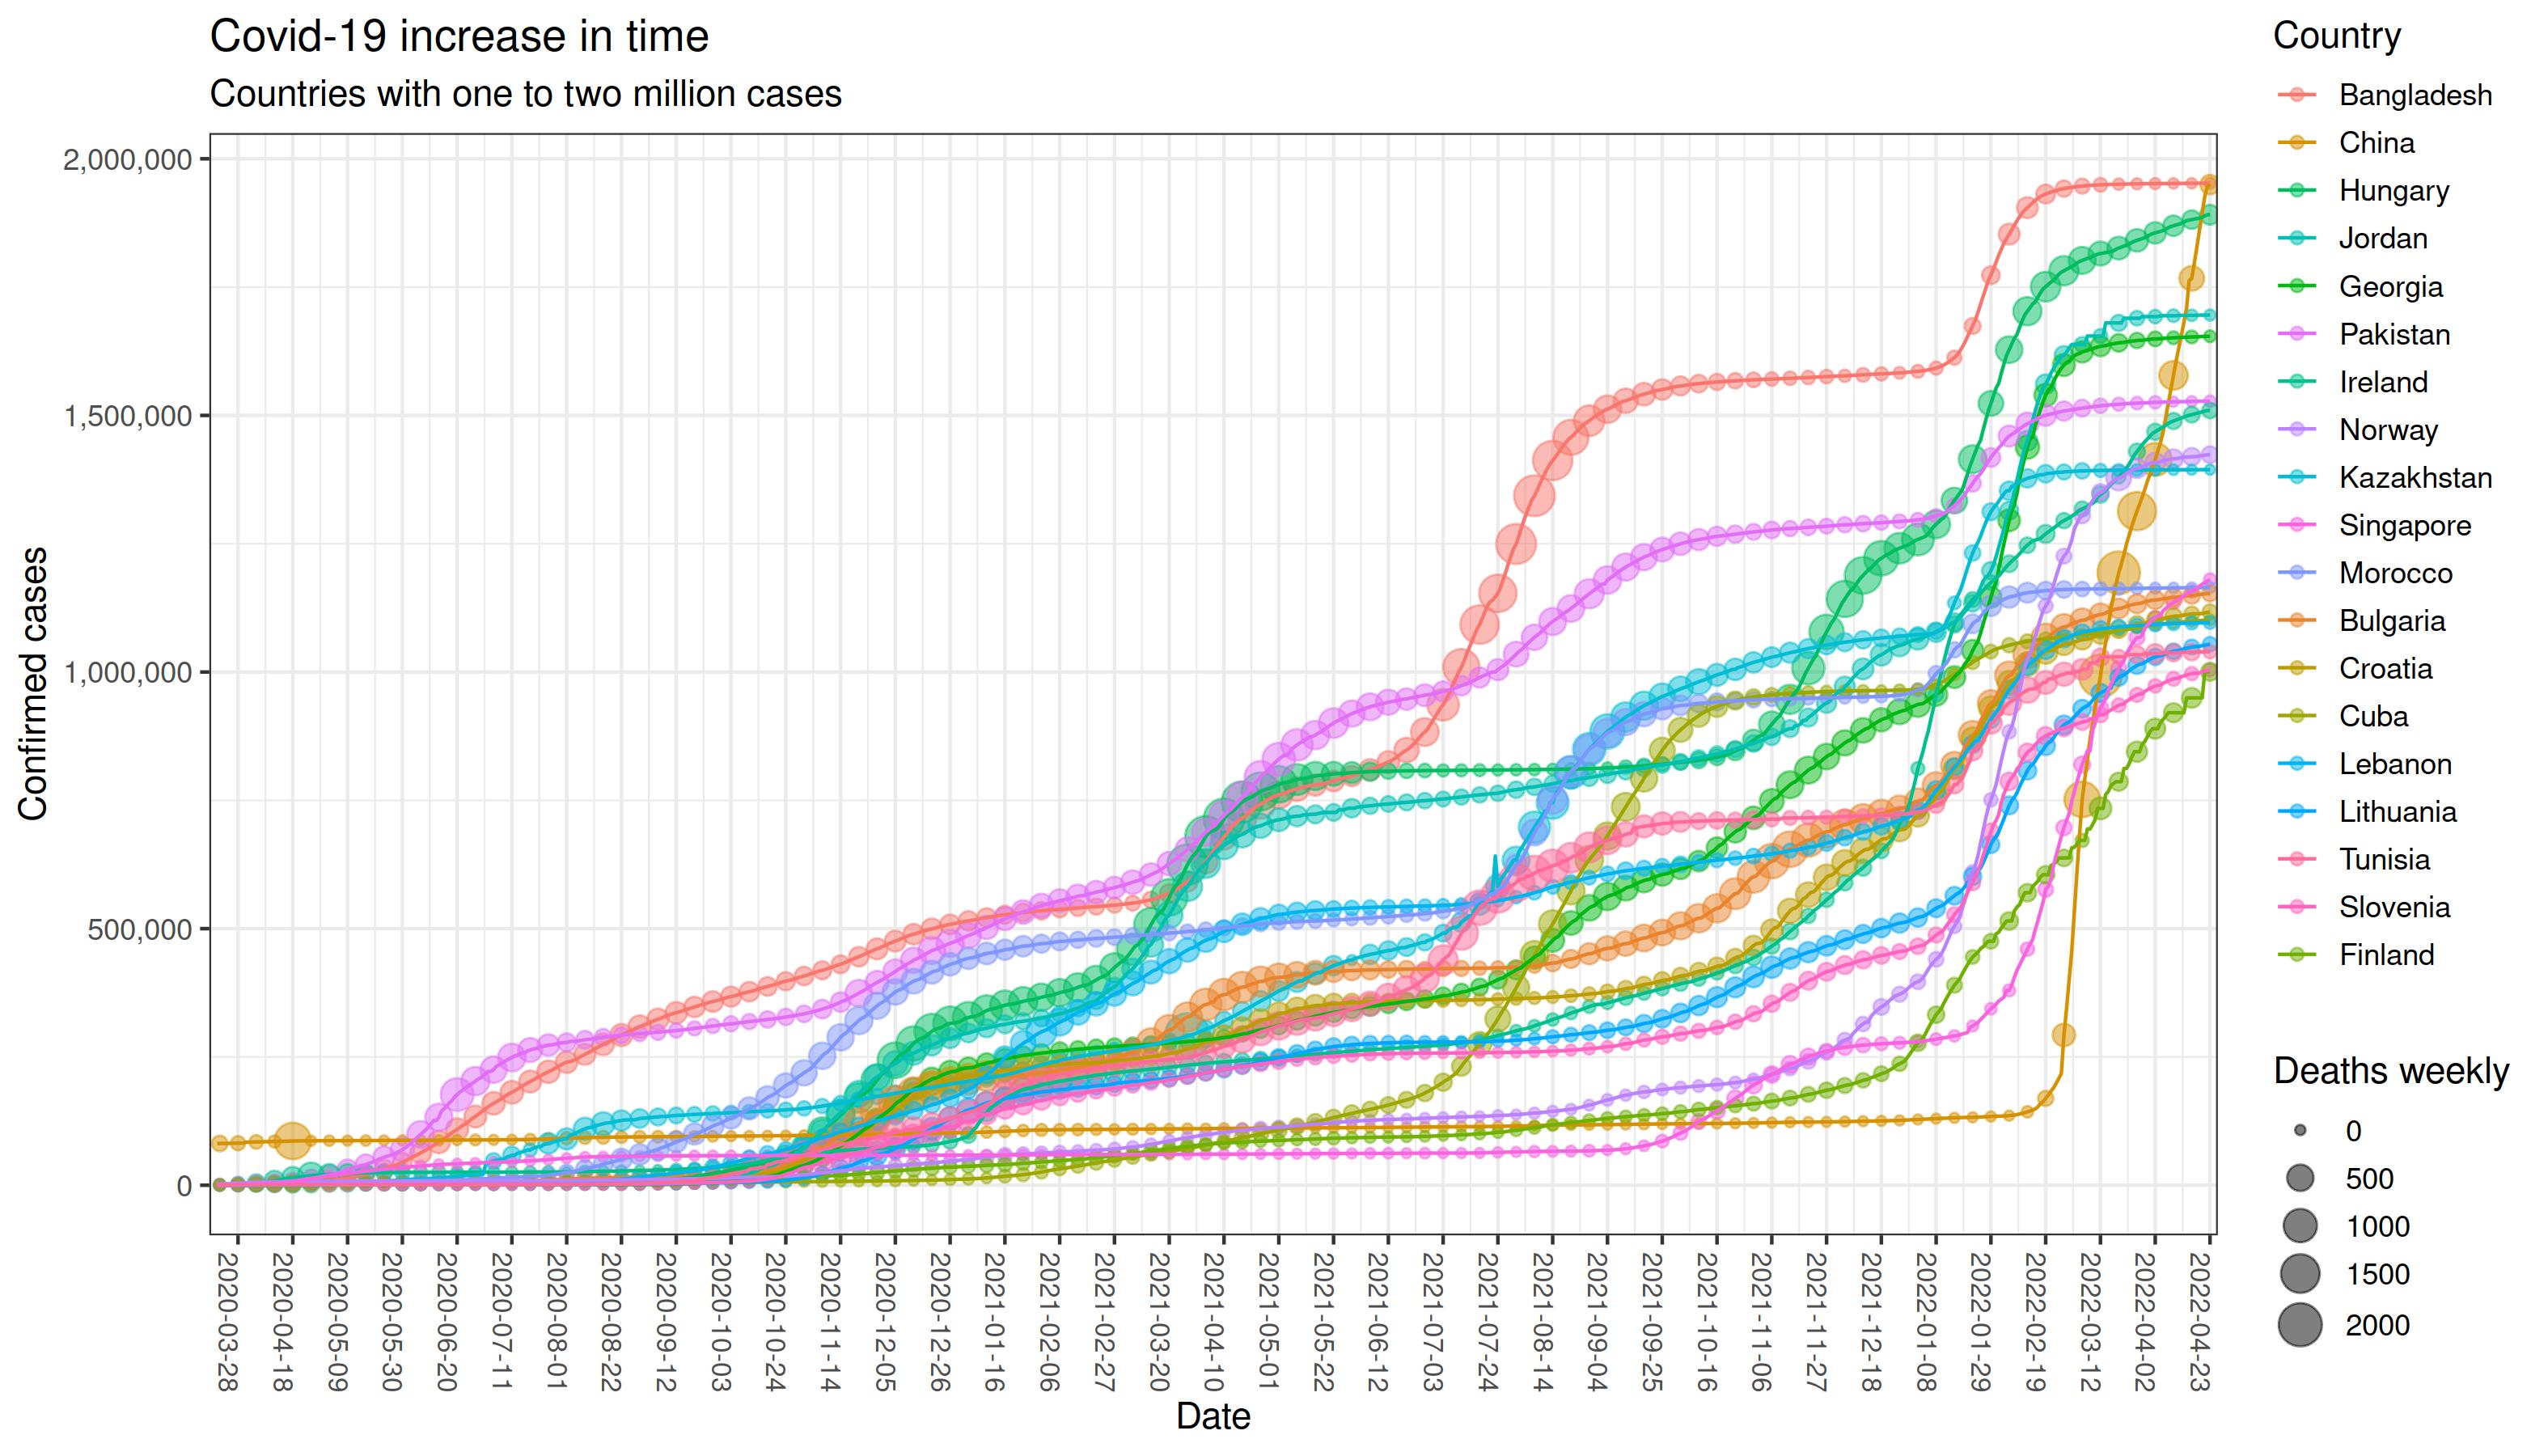 Covid-19 increase in time
Countries with one to two million cases
Confirmed cases
2,000,000
1,500,000
1,000,000
500,000
0
2020-03-28
2020-04-18
2020-05-09
2020-05-30
2020-06-20
2020-07-11
2020-08-01
2020-08-22
2020-09-12
2020-10-03
2020-10-24
2020-11-14
2020-12-05
2020-12-26
2021-01-16
2021-02-06
2021-02-27
2021-03-20
2021-04-10
2021-05-01
2021-05-22
2021-06-12
2021-07-03
2021-07-24
2021-08-14
2021-09-04
2021-09-25
2021-10-16
2021-11-06
2021-11-27
2021-12-18
2022-01-08
2022-01-29
2022-02-19
2022-03-12
2022-04-02
2022-04-23
Date
Country
Bangladesh
China
Hungary
Jordan
Georgia
Pakistan
Ireland
Norway
Kazakhstan
Singapore
Morocco
Bulgaria
Croatia
Cuba
Lebanon
Lithuania
Tunisia
Slovenia
Finland
Deaths weekly
0
500
1000
1500
2000